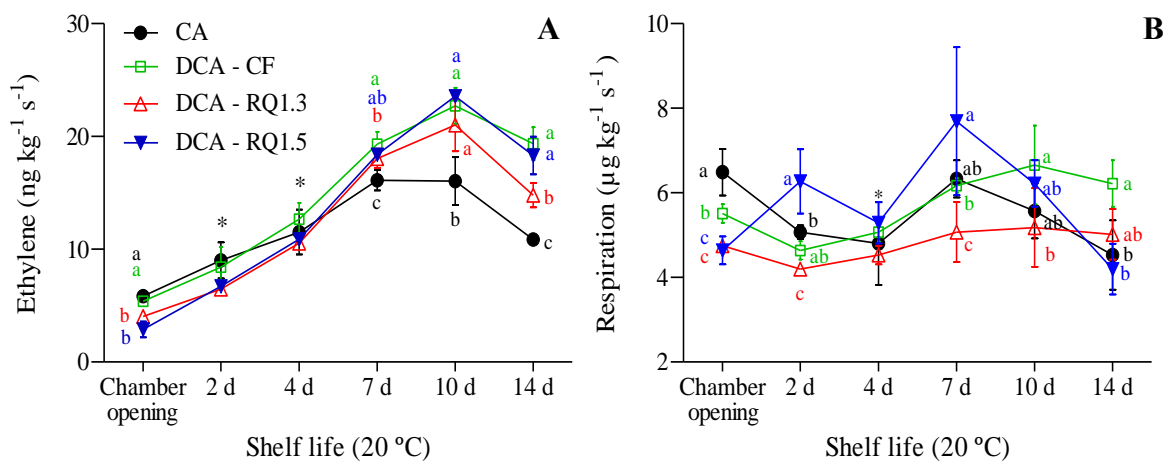 A
CA
DCA - CF
DCA - RQ1.3
DCA - RQ1.5
Ethylene (ng kg⁻¹ s⁻¹)
30
20
10
0
a
a
b
b
*
*
a
ab
b
c
a
a
a
b
a
a
b
c
Chamber opening
2 d
4 d
7 d
10 d
14 d
Shelf life (20 ºC)
B
Respiration (µg kg⁻¹ s⁻¹)
10
8
6
4
2
a
b
c
c
a
b
ab
c
*
a
ab
b
c
a
ab
ab
b
a
ab
b
b
Chamber opening
2 d
4 d
7 d
10 d
14 d
Shelf life (20 ºC)